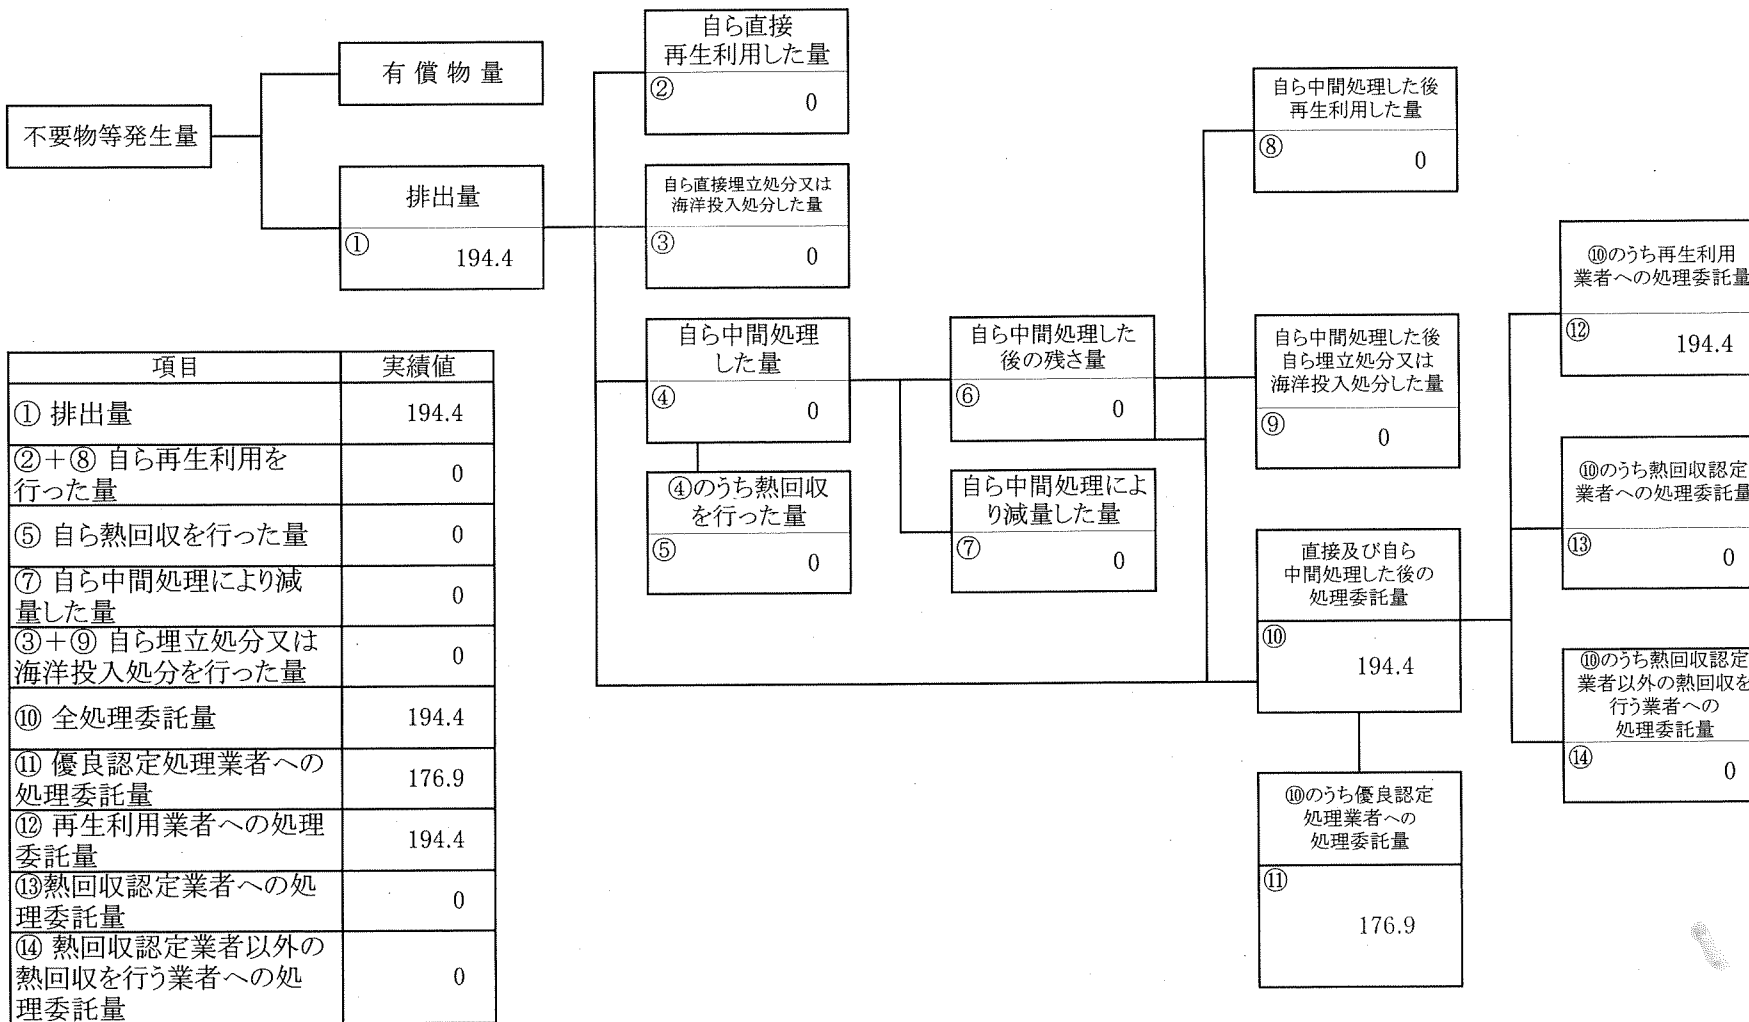 不要物等発生量
有償物量
排出量
①
194.4
自ら直接
再生利用した量
②
0
自ら直接埋立処分又は
海洋投入処分した量
③
0
自ら中間処理
した量
④
0
④のうち熱回収
を行った量
⑤
0
自ら中間処理した
後の残さ量
⑥
0
自ら中間処理によ
り減量した量
⑦
0
自ら中間処理した後
再生利用した量
⑧
0
自ら中間処理した後
自ら埋立処分又は
海洋投入処分した量
⑨
0
直接及び自ら
中間処理した後の
処理委託量
⑩
194.4
⑩のうち優良認定
処理業者への
処理委託量
⑪
176.9
⑩のうち再生利用
業者への処理委託量
⑫
194.4
⑩のうち熱回収認定
業者への処理委託量
⑬
0
⑩のうち熱回収認定
業者以外の熱回収を
行う業者への
処理委託量
⑭
0
項目 実績値
① 排出量 194.4
②+⑧ 自ら再生利用を
行った量 0
⑤ 自ら熱回収を行った量 0
⑦ 自ら中間処理により減
量した量 0
③+⑨ 自ら埋立処分又は
海洋投入処分を行った量 0
⑩ 全処理委託量 194.4
⑪ 優良認定処理業者への
処理委託量 176.9
⑫ 再生利用業者への処理
委託量 194.4
⑬熱回収認定業者への処
理委託量 0
⑭ 熱回収認定業者以外の
熱回収を行う業者への処
理委託量 0